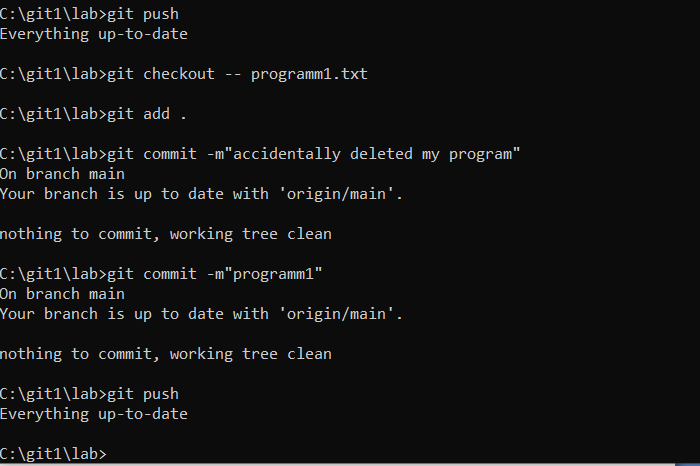 C:\git1\lab>git push
Everything up-to-date
C:\git1\lab>git checkout -- programm1.txt
C:\git1\lab>git add .
C:\git1\lab>git commit -m"accidentally deleted my program"
On branch main
Your branch is up to date with 'origin/main'.
nothing to commit, working tree clean
C:\git1\lab>git commit -m"programm1"
On branch main
Your branch is up to date with 'origin/main'.
nothing to commit, working tree clean
C:\git1\lab>git push
Everything up-to-date
C:\git1\lab>